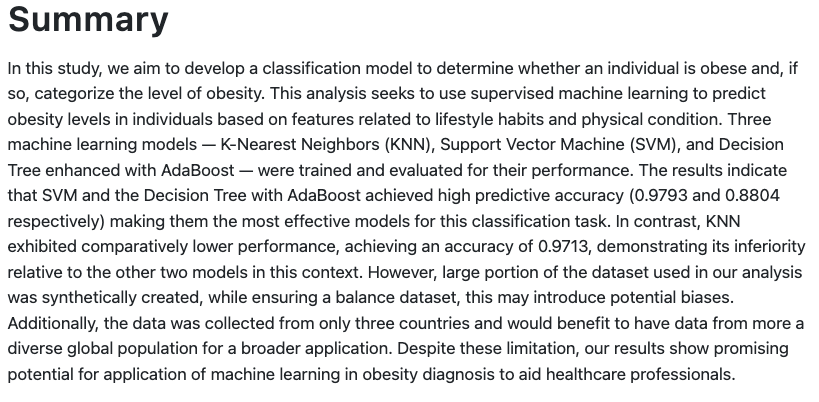 Summary
In this study, we aim to develop a classification model to determine whether an individual is obese and, if
so, categorize the level of obesity. This analysis seeks to use supervised machine learning to predict
obesity levels in individuals based on features related to lifestyle habits and physical condition. Three
machine learning models — K-Nearest Neighbors (KNN), Support Vector Machine (SVM), and Decision
Tree enhanced with AdaBoost — were trained and evaluated for their performance. The results indicate
that SVM and the Decision Tree with AdaBoost achieved high predictive accuracy (0.9793 and 0.8804
respectively) making them the most effective models for this classification task. In contrast, KNN
exhibited comparatively lower performance, achieving an accuracy of 0.9713, demonstrating its inferiority
relative to the other two models in this context. However, large portion of the dataset used in our analysis
was synthetically created, while ensuring a balance dataset, this may introduce potential biases.
Additionally, the data was collected from only three countries and would benefit to have data from more a
diverse global population for a broader application. Despite these limitation, our results show promising
potential for application of machine learning in obesity diagnosis to aid healthcare professionals.